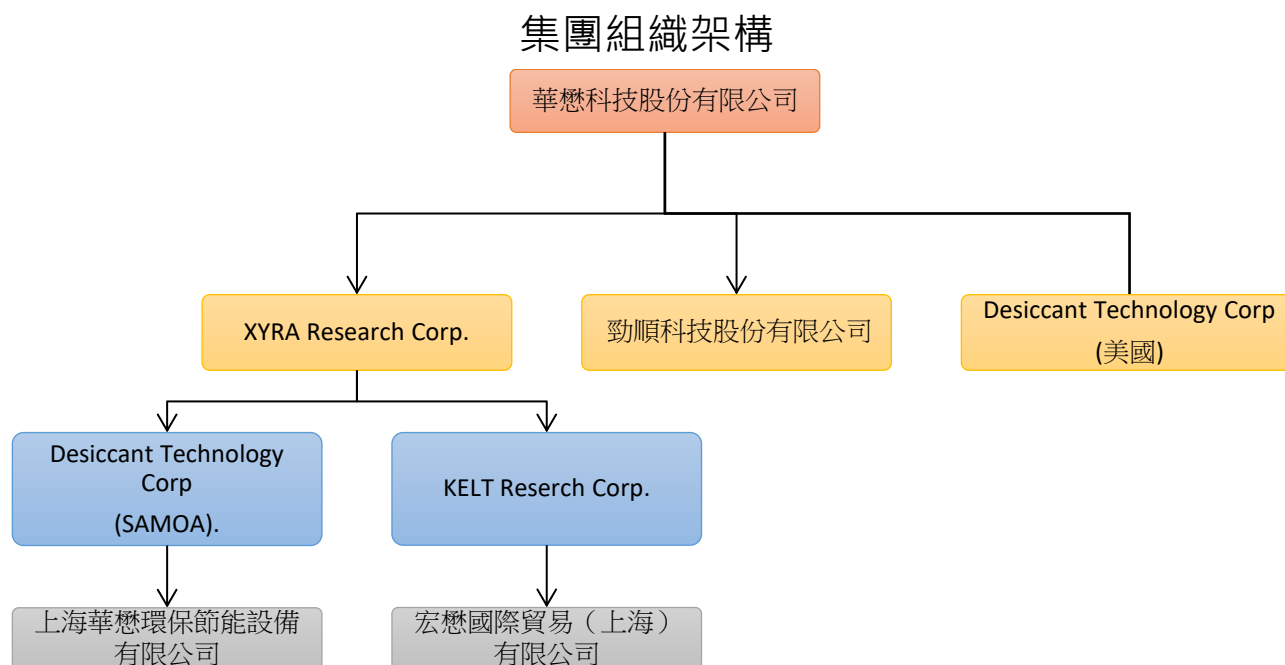 集團組織架構
華懋科技股份有限公司
XYRA Research Corp.
勁順科技股份有限公司
Desiccant Technology Corp
(美國)
Desiccant Technology
Corp
(SAMOA).
KELT Reserch Corp.
上海華懋環保節能設備
有限公司
宏懋國際貿易（上海）
有限公司